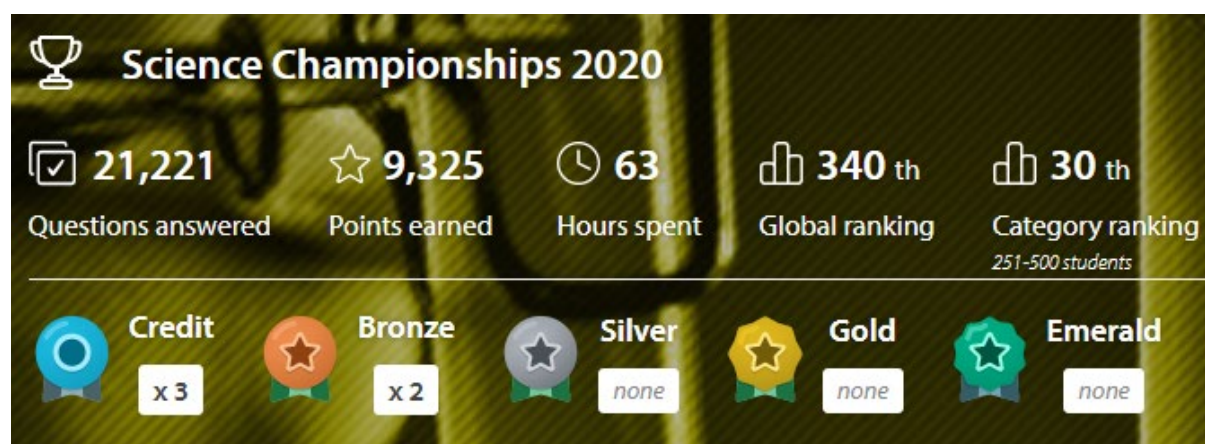 Science Championships 2020
21,221 9,325 63 340 th 30 th
Questions answered Points earned Hours spent Global ranking Category ranking
251-500 students
Credit Bronze Silver Gold Emerald
x 3 x 2 none none none